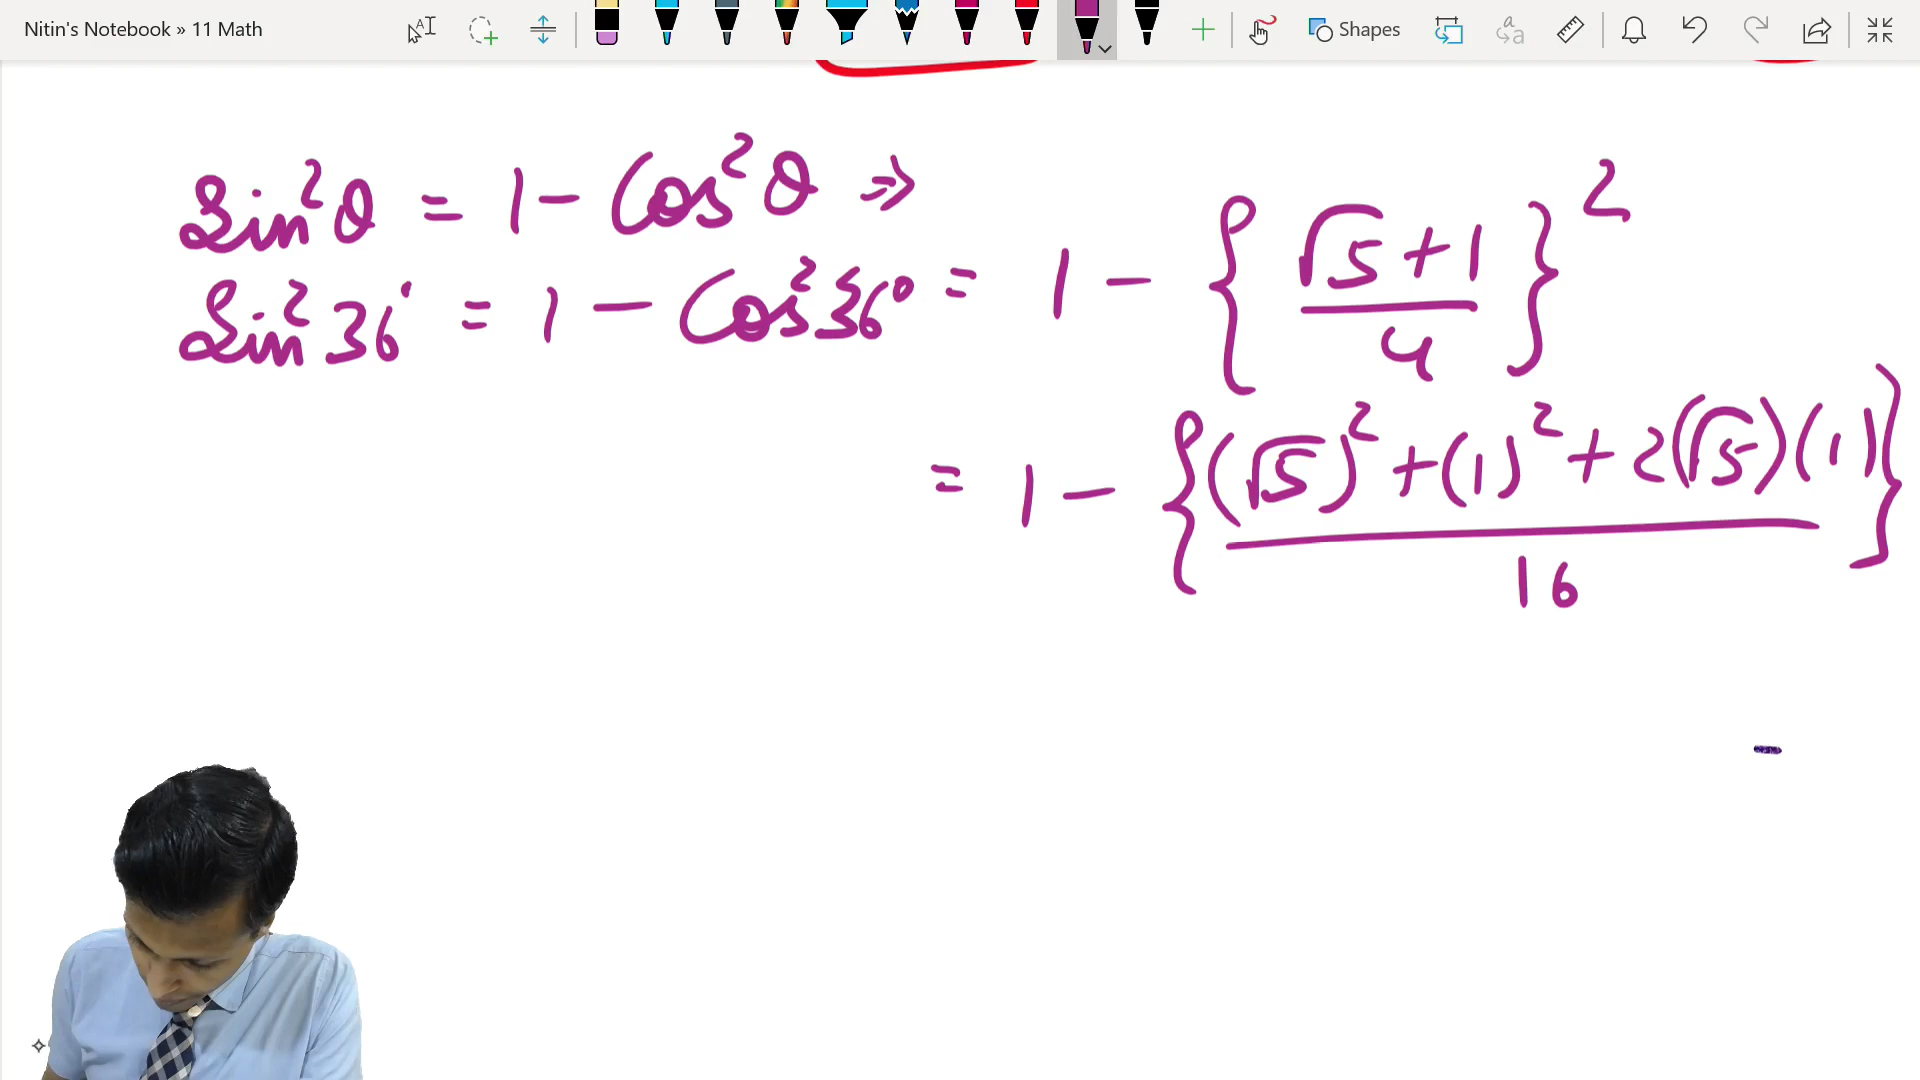 Nitin's Notebook » 11 Math
Shapes
Sin²θ = 1 - Cos²θ ⇒
Sin²36° = 1 - Cos²36° = 1 - {(√5+1)/4}²
= 1 - {((√5)²+(1)²+2(√5)(1))/16}